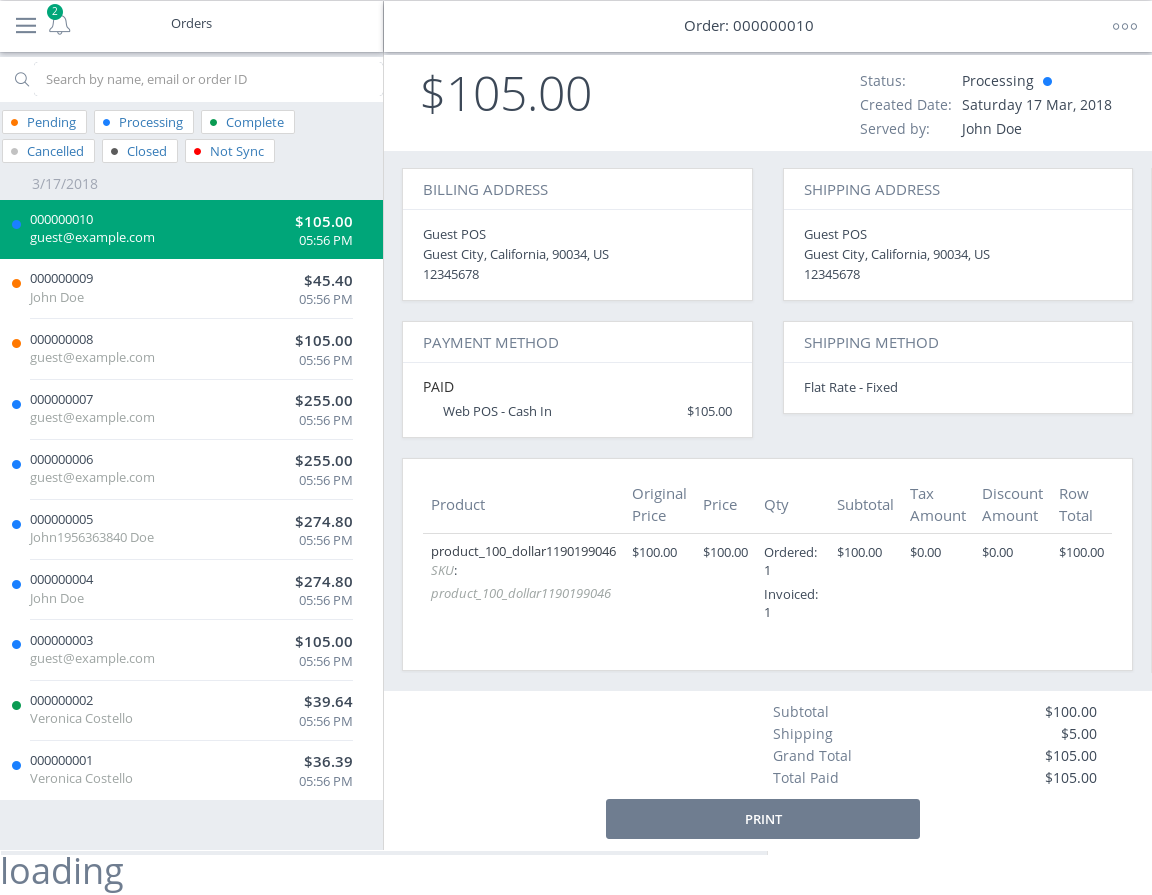 2
Orders
Search by name, email or order ID
Pending
Processing
Complete
Cancelled
Closed
Not Sync
3/17/2018
000000010 $105.00
guest@example.com 05:56 PM
000000009 $45.40
John Doe 05:56 PM
000000008 $105.00
guest@example.com 05:56 PM
000000007 $255.00
guest@example.com 05:56 PM
000000006 $255.00
guest@example.com 05:56 PM
000000005 $274.80
John1956363840 Doe 05:56 PM
000000004 $274.80
John Doe 05:56 PM
000000003 $105.00
guest@example.com 05:56 PM
000000002 $39.64
Veronica Costello 05:56 PM
000000001 $36.39
Veronica Costello 05:56 PM
Order: 000000010
$105.00
Status: Processing
Created Date: Saturday 17 Mar, 2018
Served by: John Doe
BILLING ADDRESS
Guest POS
Guest City, California, 90034, US
12345678
SHIPPING ADDRESS
Guest POS
Guest City, California, 90034, US
12345678
PAYMENT METHOD
PAID
Web POS - Cash In $105.00
SHIPPING METHOD
Flat Rate - Fixed
Product Original Price Price Qty Subtotal Tax Amount Discount Amount Row Total
product_100_dollar1190199046 $100.00 $100.00 Ordered: $100.00 $0.00 $0.00 $100.00
SKU: 1
product_100_dollar1190199046 Invoiced:
1
Subtotal $100.00
Shipping $5.00
Grand Total $105.00
Total Paid $105.00
PRINT
loading